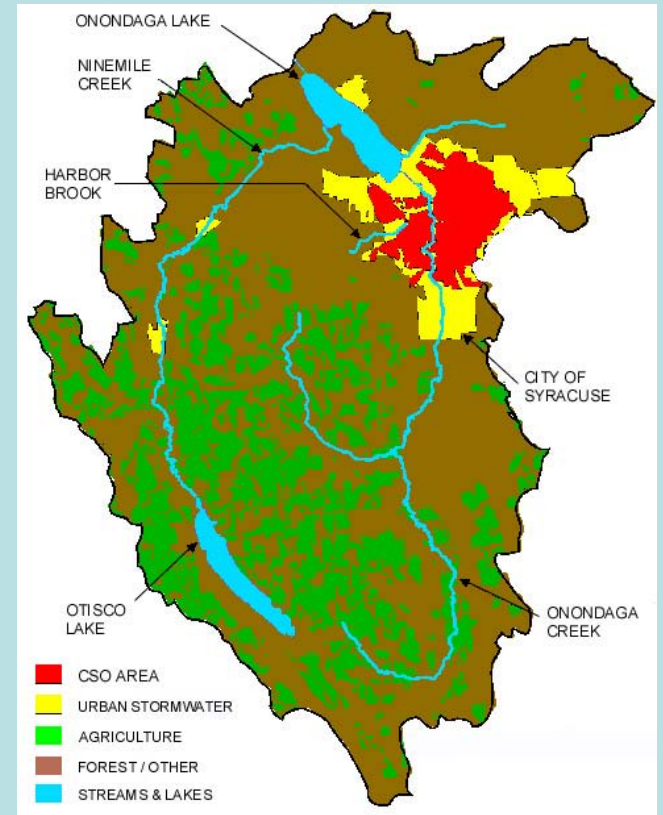 ONONDAGA LAKE
NINEMILE
CREEK
HARBOR
BROOK
CITY OF
SYRACUSE
OTISCO
LAKE
ONONDAGA
CREEK
CSO AREA
URBAN STORMWATER
AGRICULTURE
FOREST / OTHER
STREAMS & LAKES